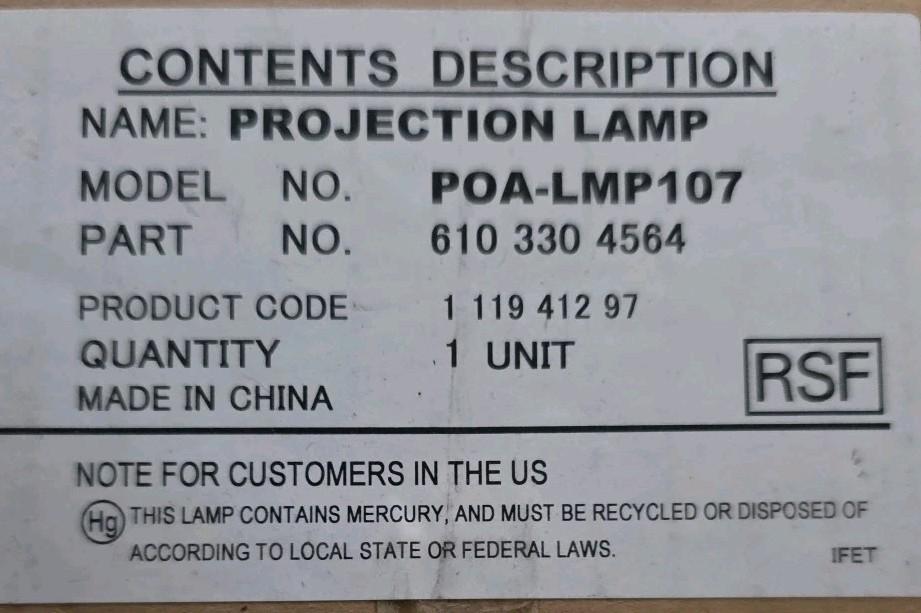 CONTENTS DESCRIPTION
NAME: PROJECTION LAMP
MODEL NO. POA-LMP107
PART NO. 610 330 4564
PRODUCT CODE 1 119 412 97
QUANTITY 1 UNIT
MADE IN CHINA
RSF
NOTE FOR CUSTOMERS IN THE US
Hg THIS LAMP CONTAINS MERCURY, AND MUST BE RECYCLED OR DISPOSED OF
ACCORDING TO LOCAL STATE OR FEDERAL LAWS.
IFET